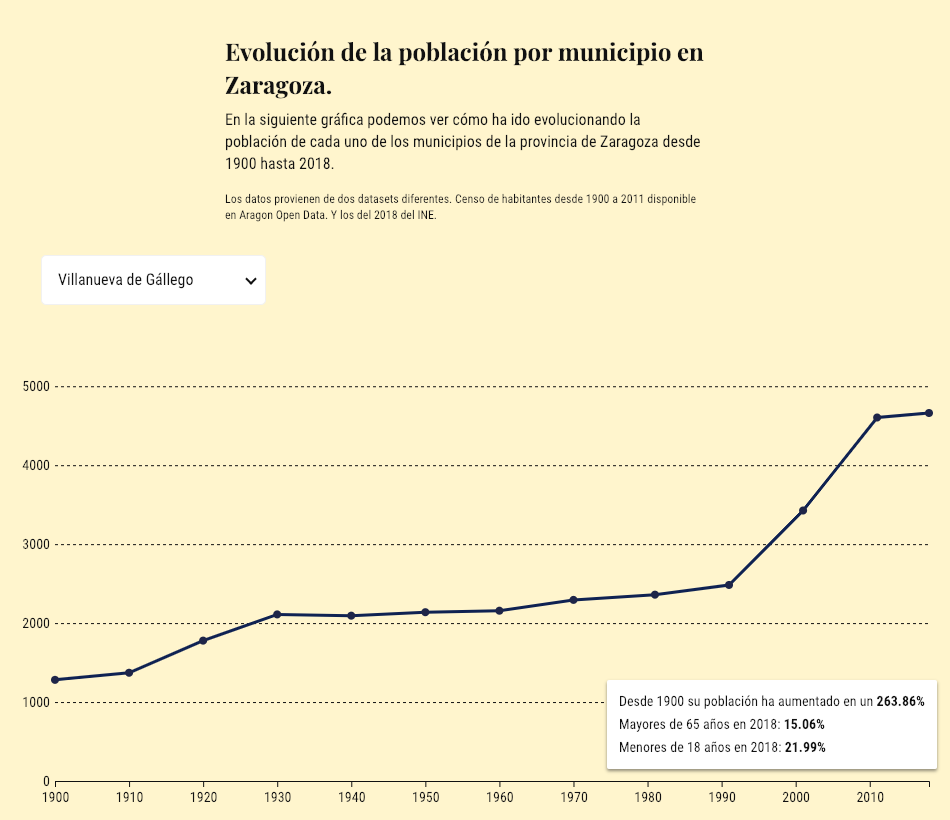 Evolución de la población por municipio en
Zaragoza.
En la siguiente gráfica podemos ver cómo ha ido evolucionando la
población de cada uno de los municipios de la provincia de Zaragoza desde
1900 hasta 2018.
Los datos provienen de dos datasets diferentes. Censo de habitantes desde 1900 a 2011 disponible
en Aragon Open Data. Y los del 2018 del INE.
Villanueva de Gállego
5000
4000
3000
2000
1000
0
Desde 1900 su población ha aumentado en un 263.86%
Mayores de 65 años en 2018: 15.06%
Menores de 18 años en 2018: 21.99%
1900 1910 1920 1930 1940 1950 1960 1970 1980 1990 2000 2010